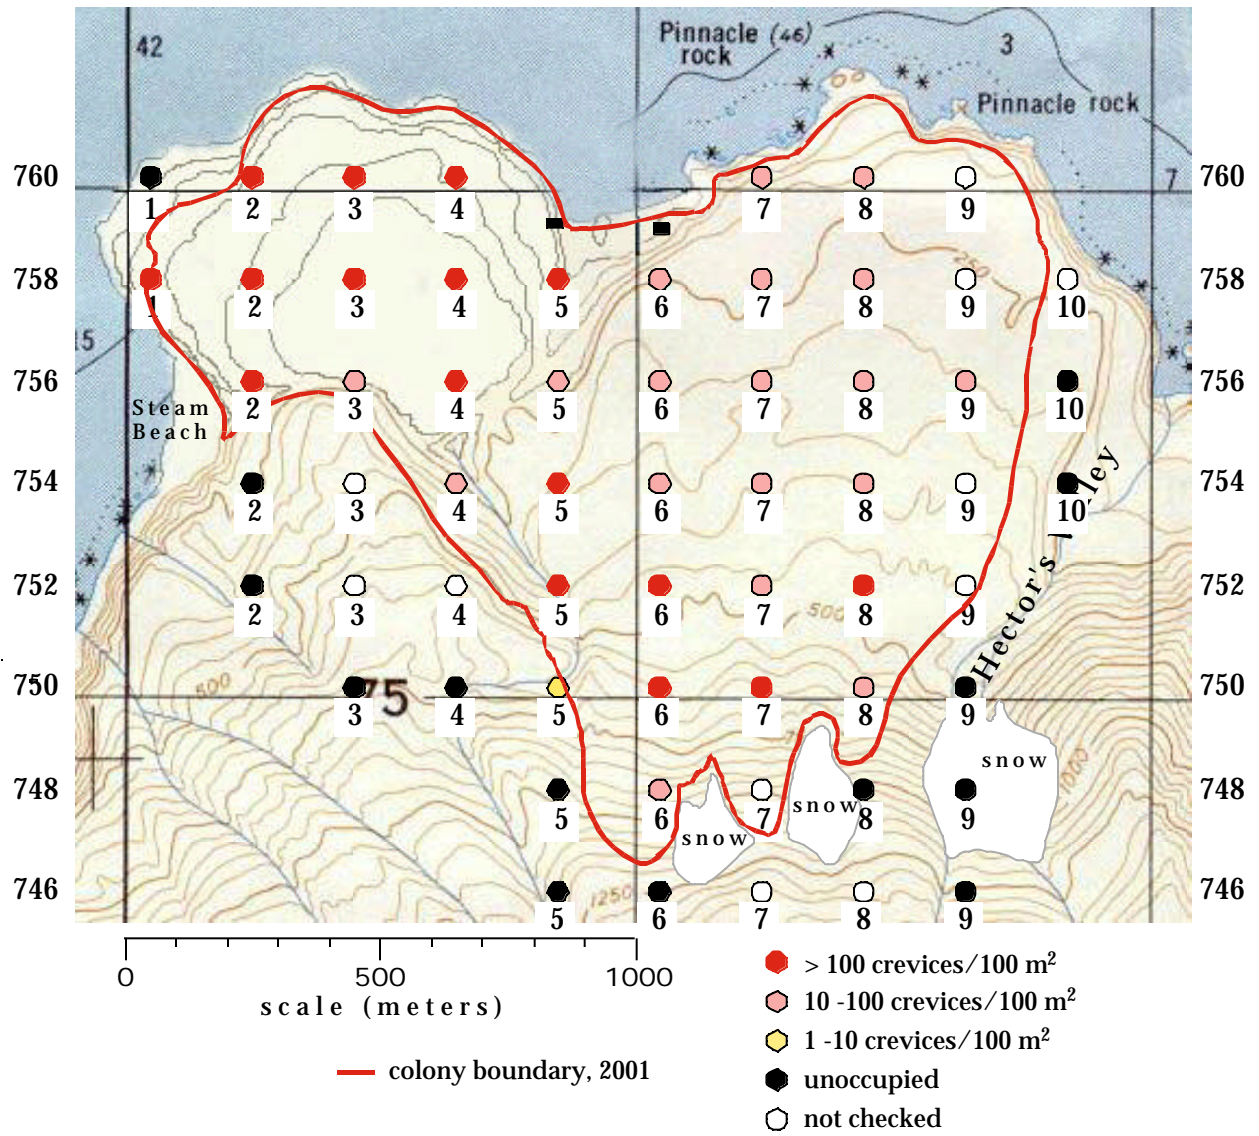 42
Pinnacle (46)
rock
3
Pinnacle rock
760 7 760
1 2 3 4 7 8 9
250
758 758
1 2 3 4 5 6 7 8 9 10
15
756 756
2 3 4 5 6 7 8 9 10
Steam
Beach
754 754
2 3 4 5 6 7 8 9 10
Hector's
752 500 752
2 3 4 5 6 7 8 9
750 500 75 750
3 4 5 6 7 8 9
snow
1000
748 748
5 6 7 8 9
snow
snow
746 1250 746
5 6 7 8 9
0 500 1000
scale (meters)
> 100 crevices/100 m²
10 -100 crevices/100 m²
1 -10 crevices/100 m²
unoccupied
not checked
colony boundary, 2001